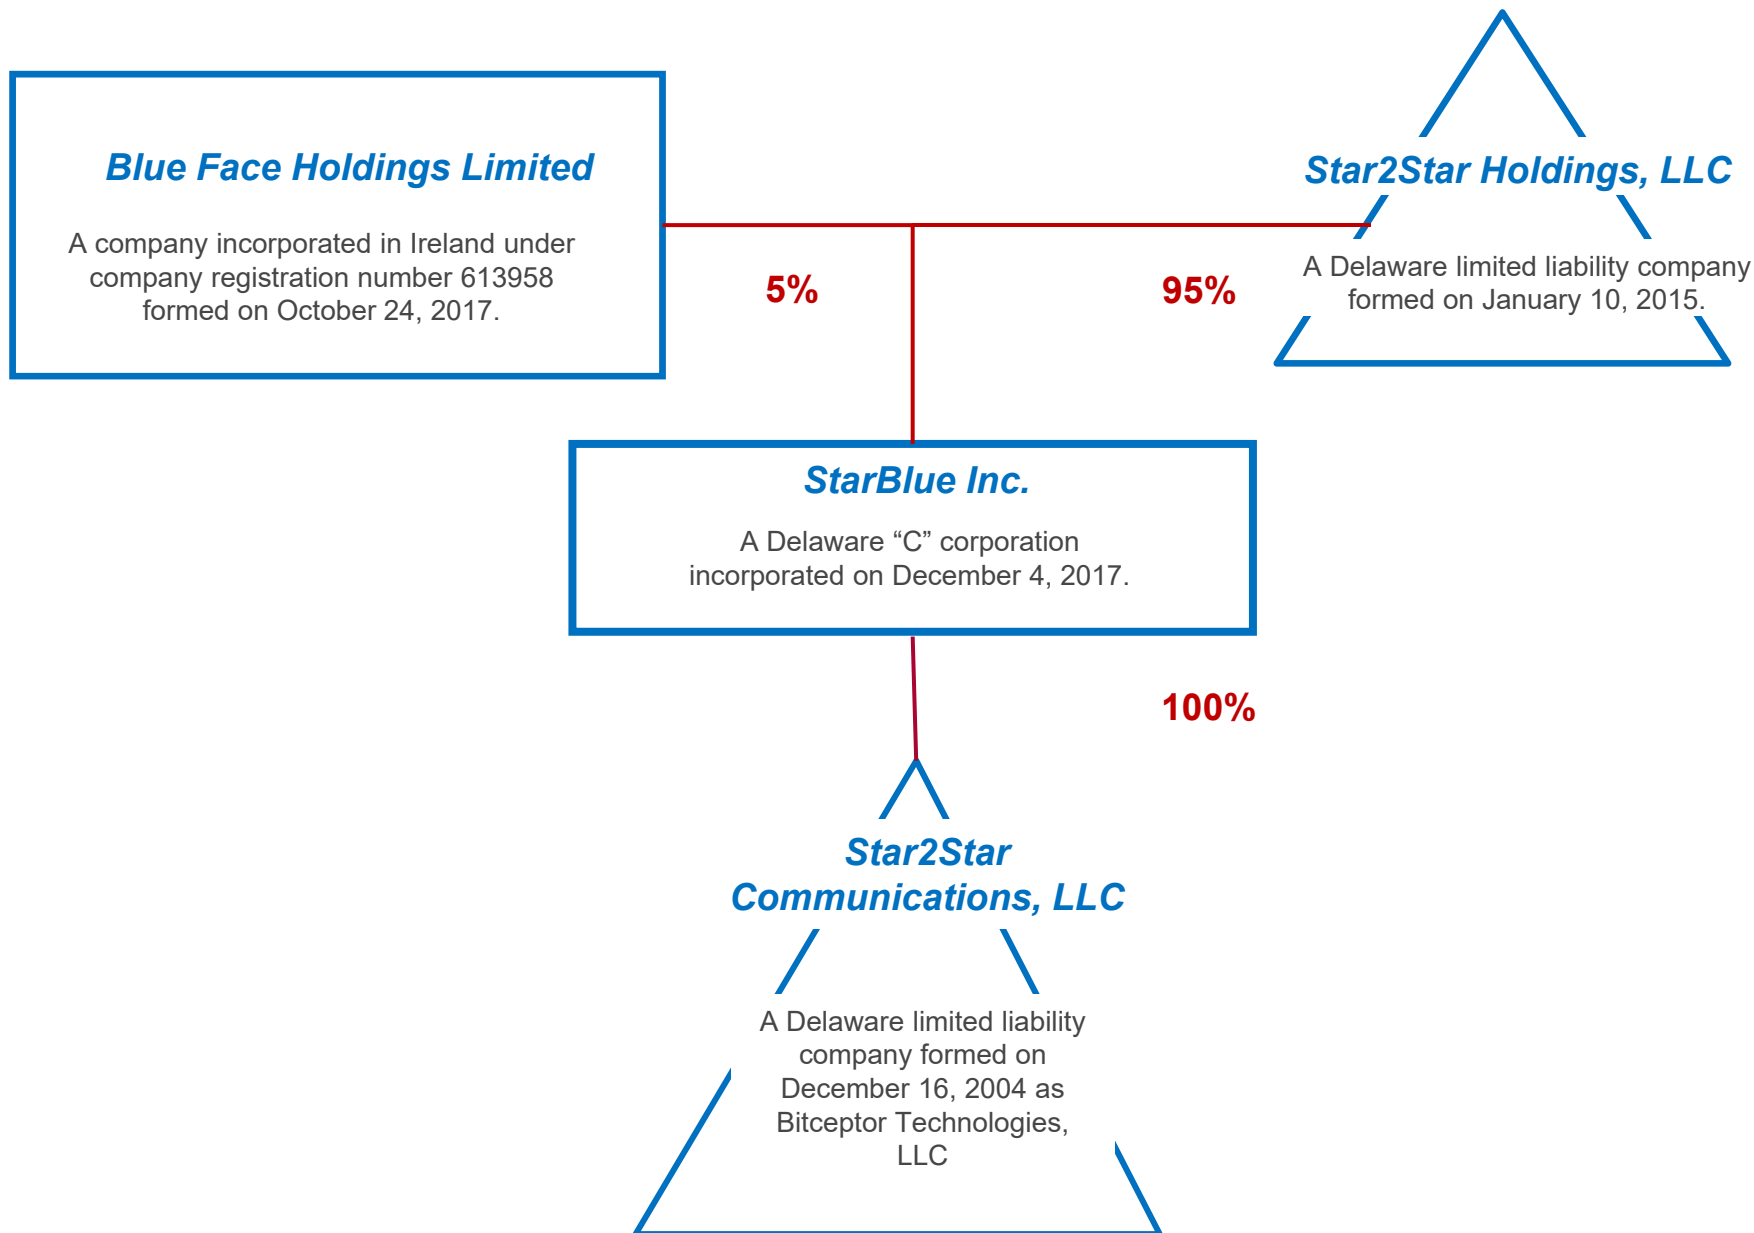 Blue Face Holdings Limited
A company incorporated in Ireland under
company registration number 613958
formed on October 24, 2017.
Star2Star Holdings, LLC
A Delaware limited liability company
formed on January 10, 2015.
5%
95%
StarBlue Inc.
A Delaware “C” corporation
incorporated on December 4, 2017.
100%
Star2Star
Communications, LLC
A Delaware limited liability
company formed on
December 16, 2004 as
Bitceptor Technologies,
LLC